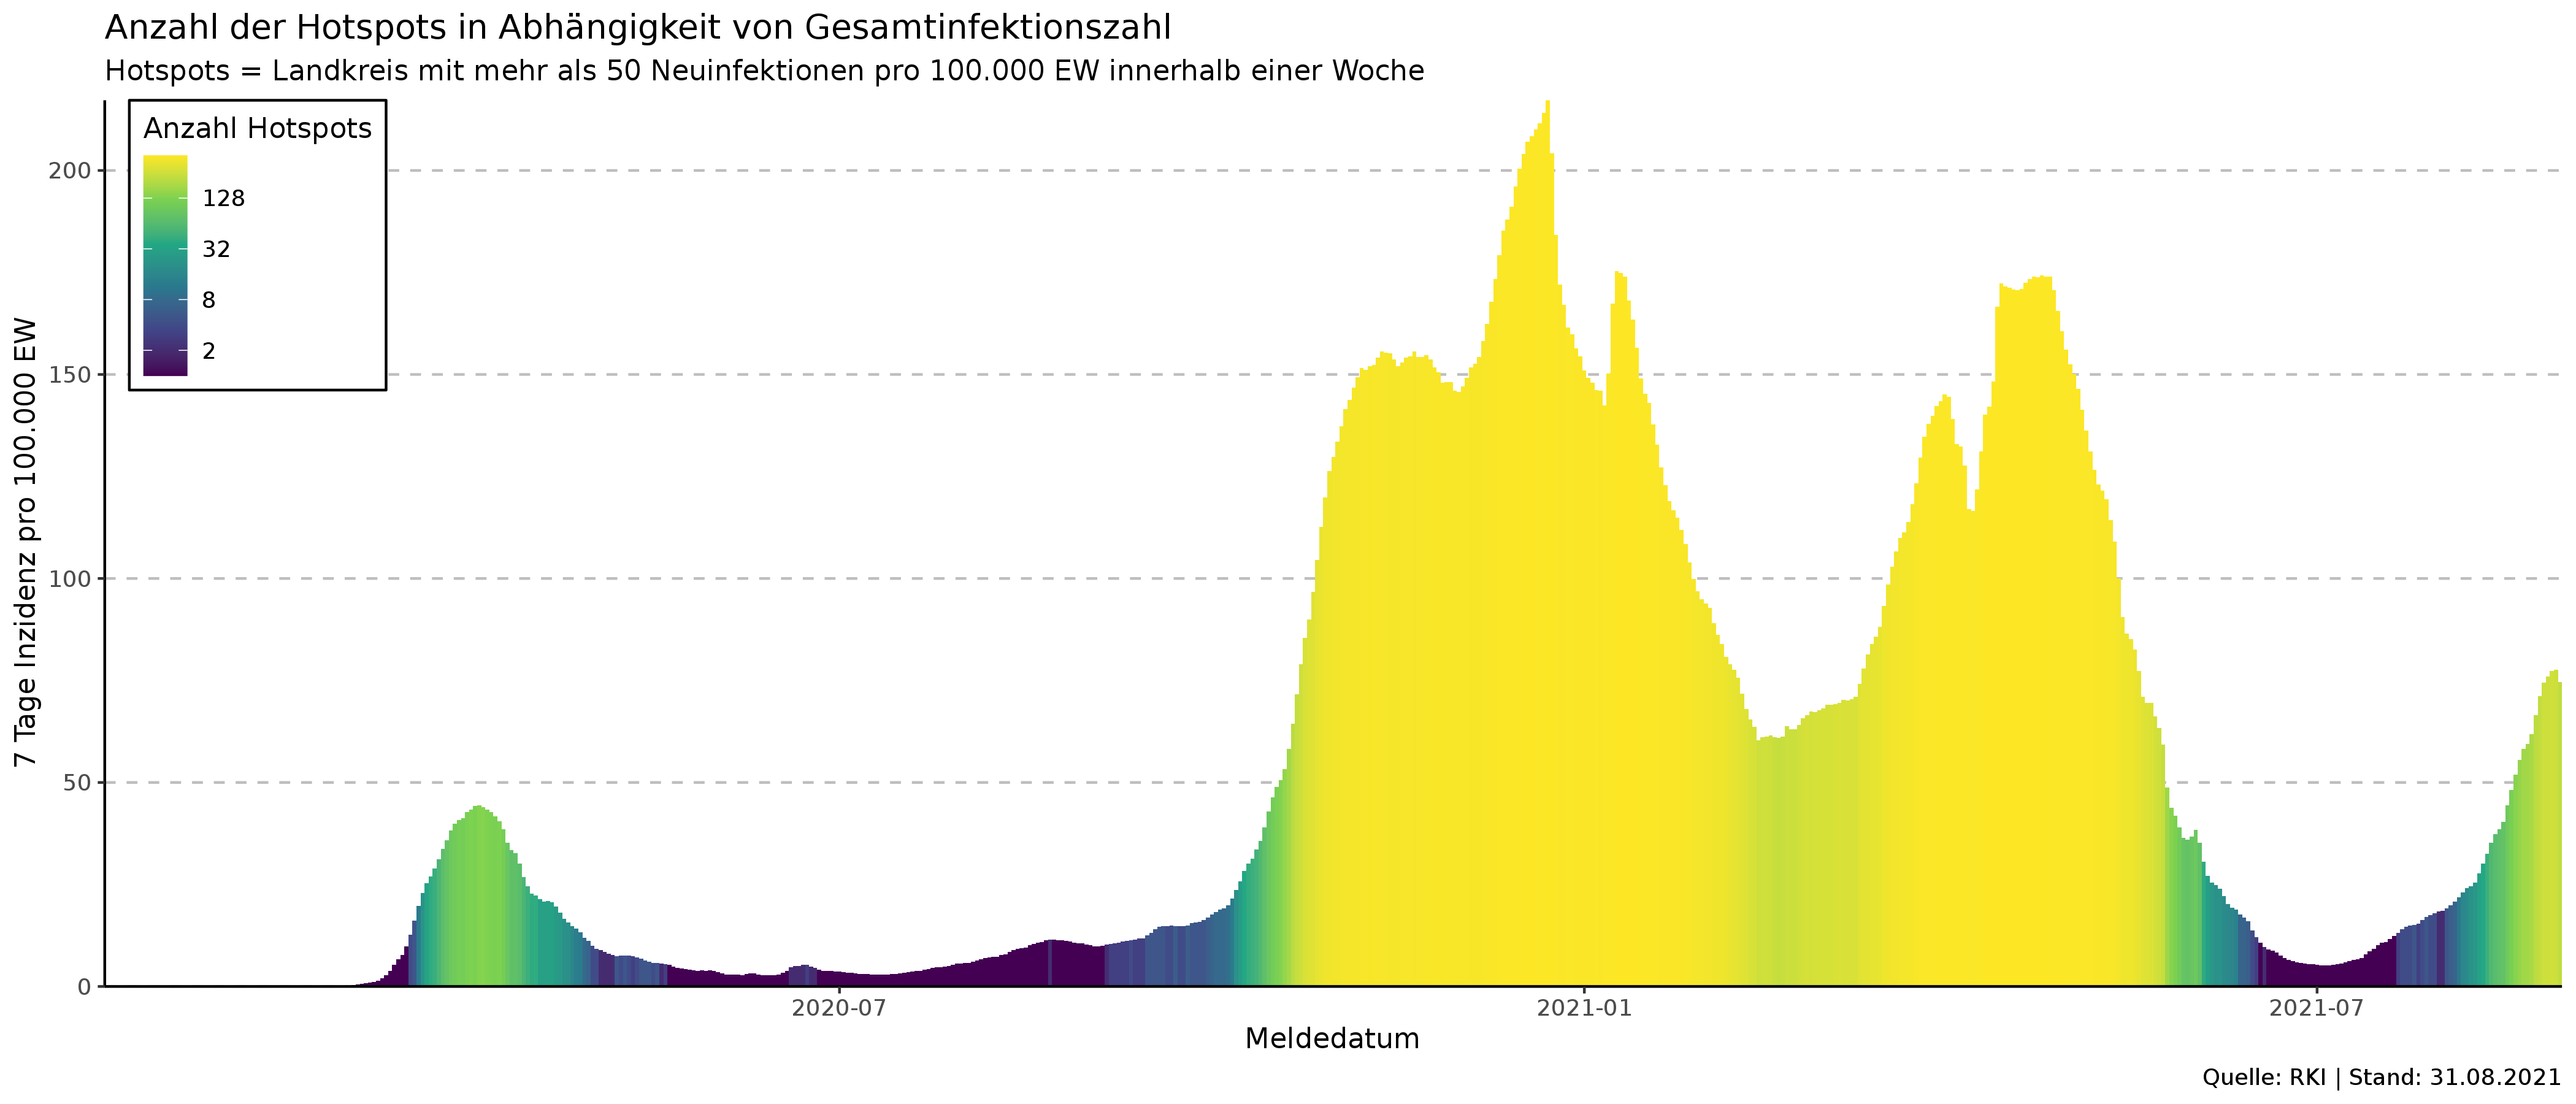 Anzahl der Hotspots in Abhängigkeit von Gesamtinfektionszahl
Hotspots = Landkreis mit mehr als 50 Neuinfektionen pro 100.000 EW innerhalb einer Woche
Anzahl Hotspots
128
32
8
2
7 Tage Inzidenz pro 100.000 EW
200
150
100
50
0
2020-07
2021-01
2021-07
Meldedatum
Quelle: RKI | Stand: 31.08.2021